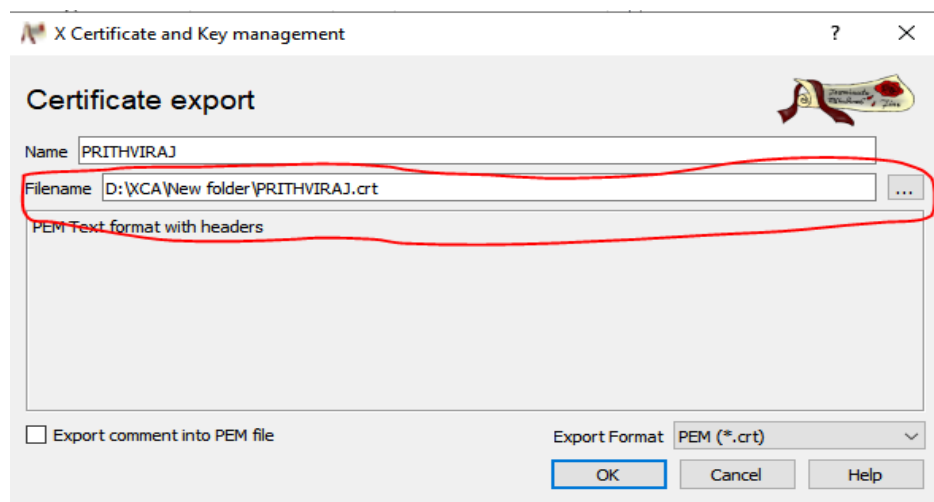 X Certificate and Key management
Certificate export
Name PRITHVIRAJ
Filename D:\XCA\New folder\PRITHVIRAJ.crt ...
PEM Text format with headers
Export comment into PEM file
Export Format PEM (*.crt)
OK Cancel Help